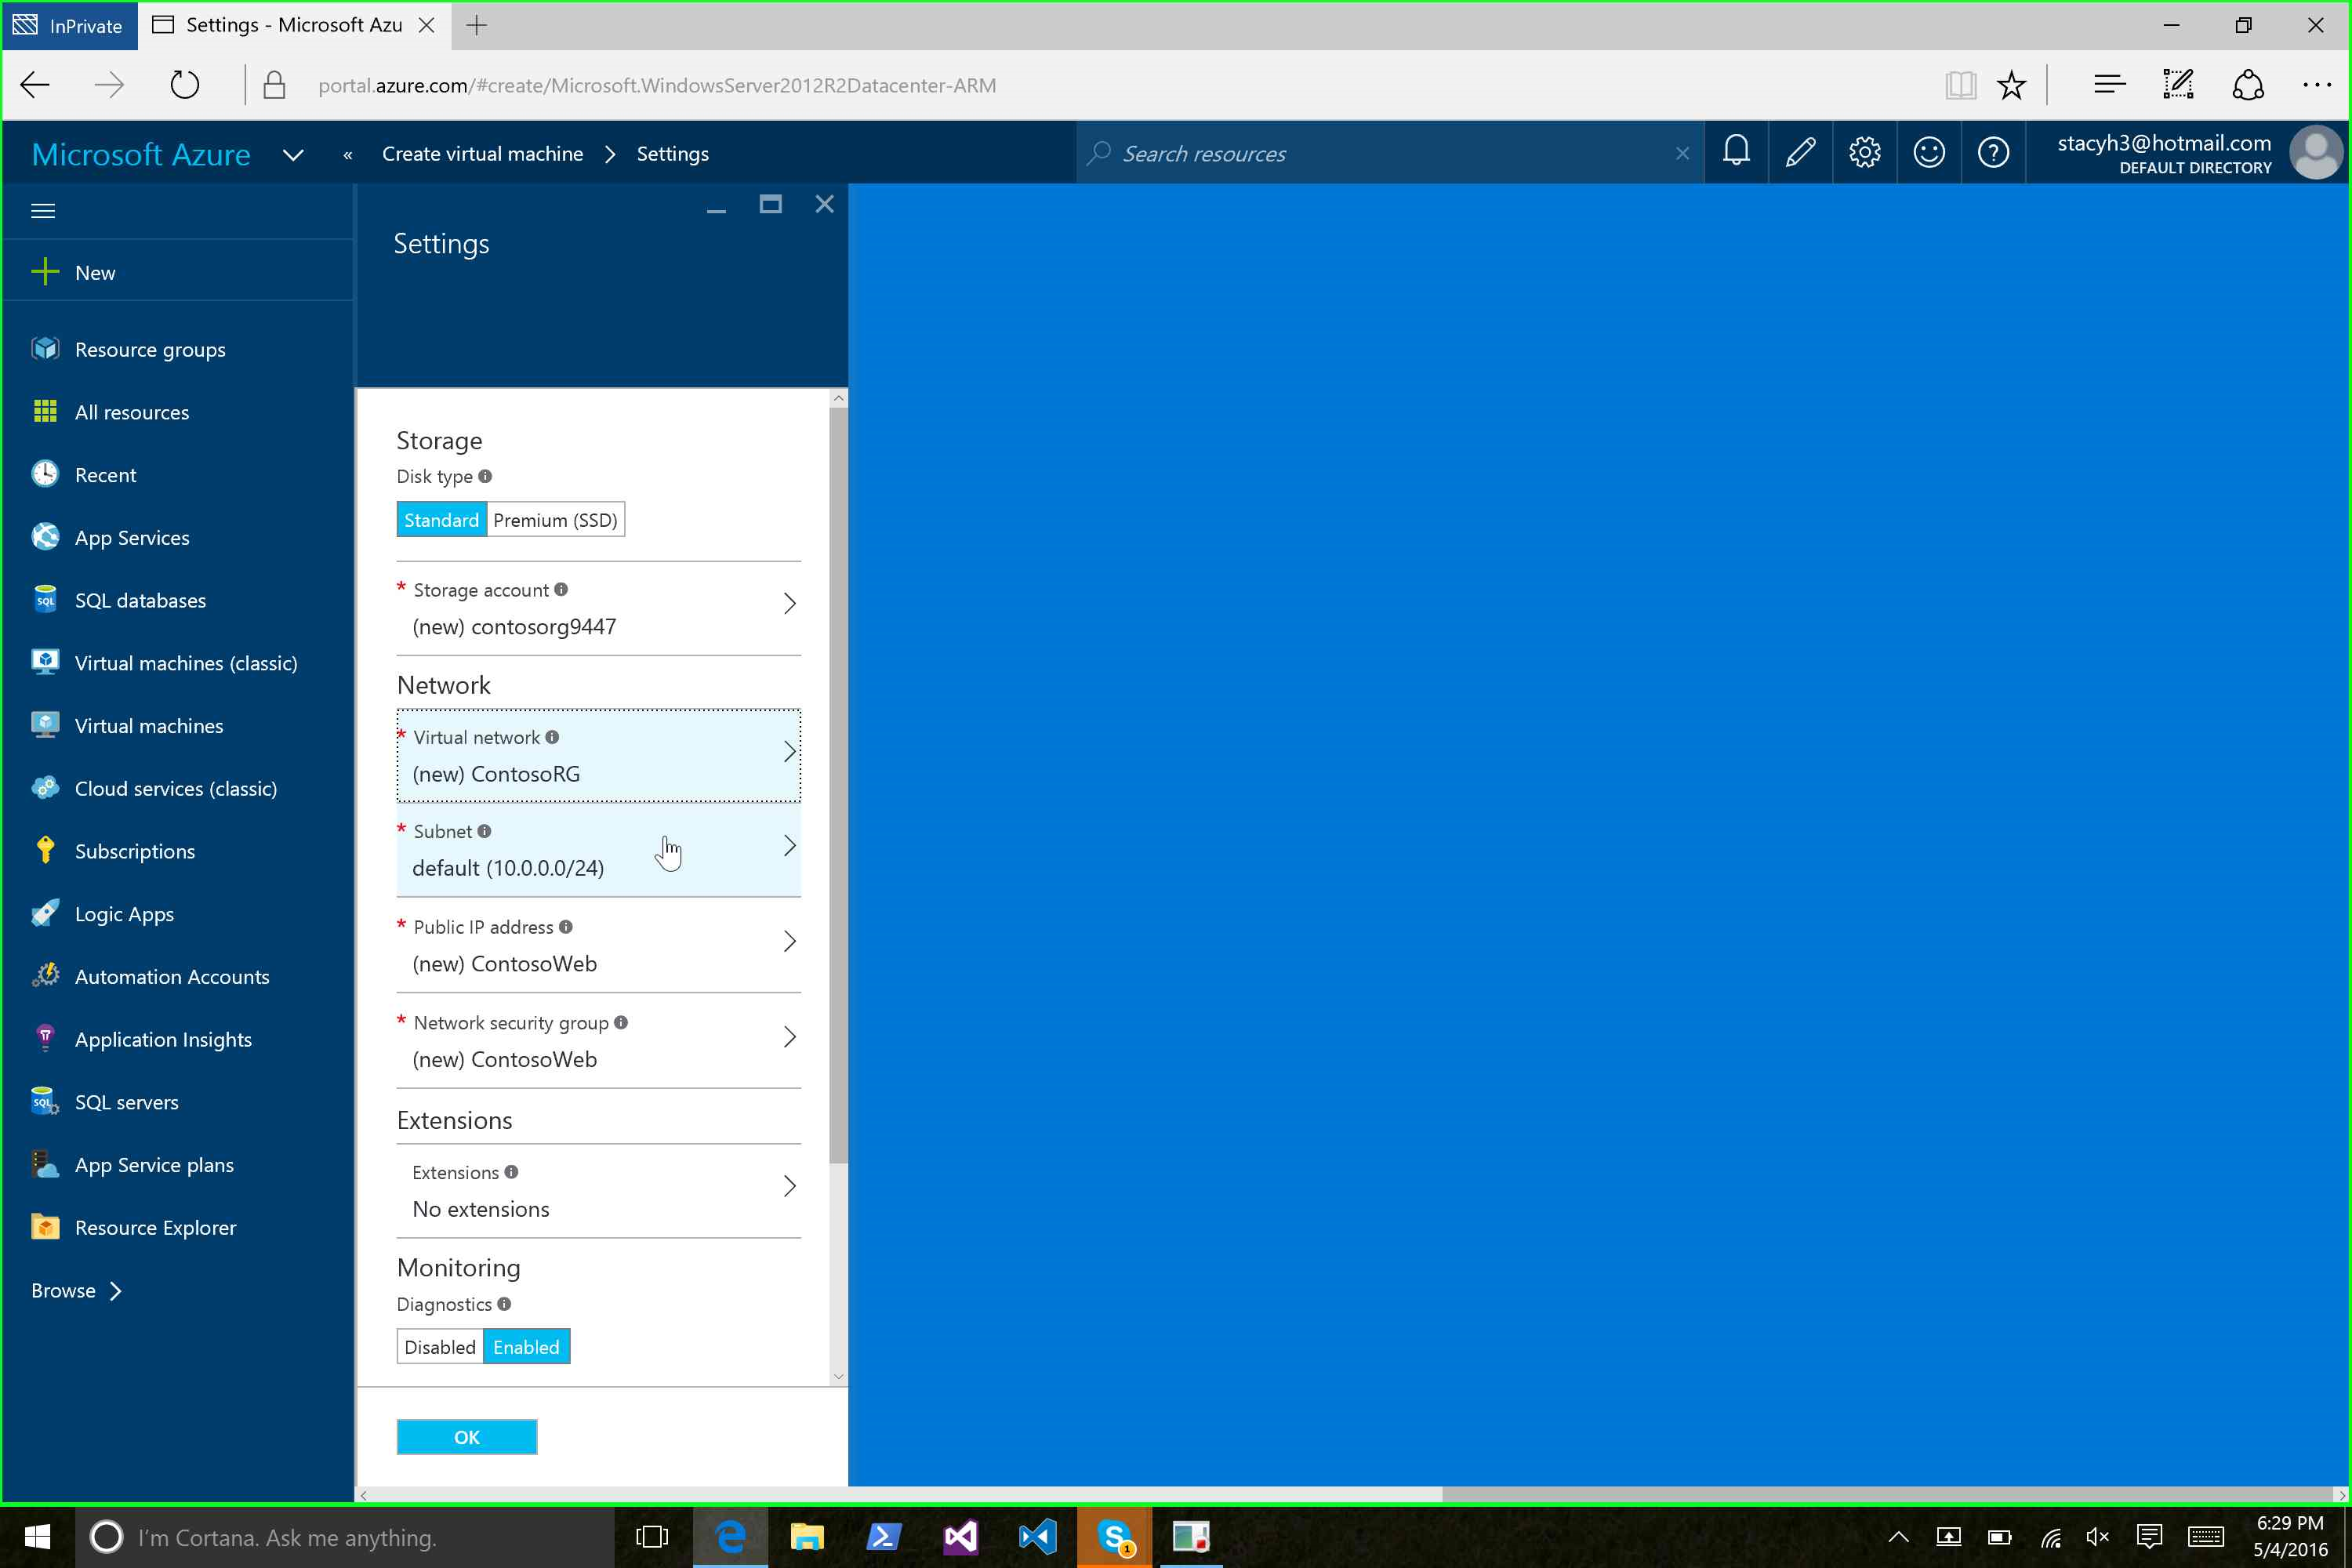 InPrivate
Settings - Microsoft Azu
portal.azure.com/#create/Microsoft.WindowsServer2012R2Datacenter-ARM
Microsoft Azure
« Create virtual machine > Settings
Search resources
stacyh3@hotmail.com
DEFAULT DIRECTORY
New
Resource groups
All resources
Recent
App Services
SQL databases
Virtual machines (classic)
Virtual machines
Cloud services (classic)
Subscriptions
Logic Apps
Automation Accounts
Application Insights
SQL servers
App Service plans
Resource Explorer
Browse
Settings
Storage
Disk type
Standard Premium (SSD)
* Storage account
(new) contosorg9447
Network
* Virtual network
(new) ContosoRG
* Subnet
default (10.0.0.0/24)
* Public IP address
(new) ContosoWeb
* Network security group
(new) ContosoWeb
Extensions
Extensions
No extensions
Monitoring
Diagnostics
Disabled Enabled
OK
I'm Cortana. Ask me anything.
1
6:29 PM
5/4/2016